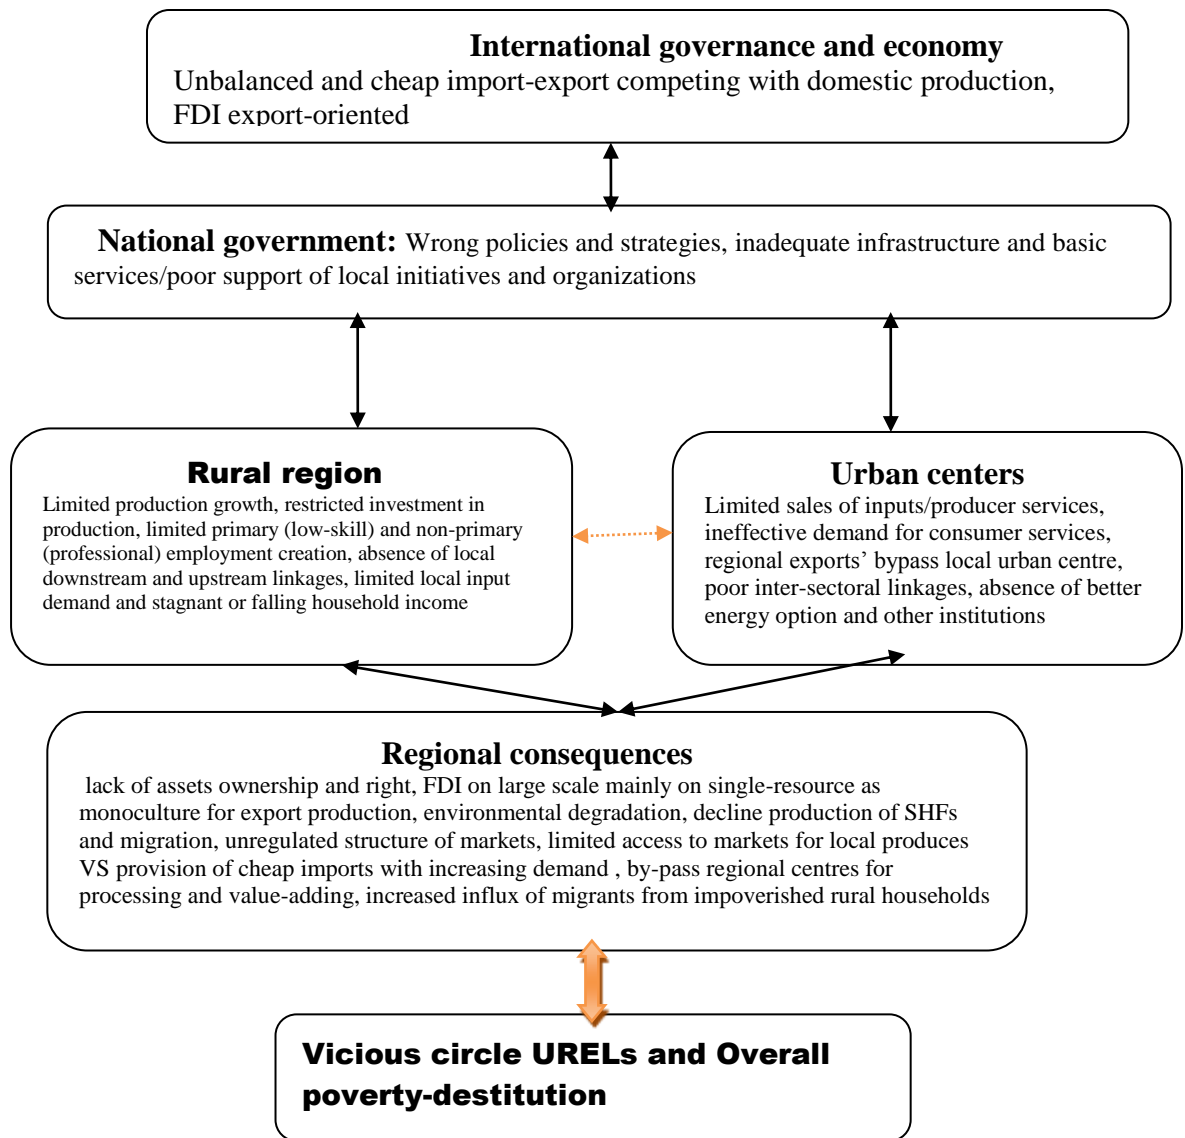 International governance and economy
Unbalanced and cheap import-export competing with domestic production,
FDI export-oriented
National government: Wrong policies and strategies, inadequate infrastructure and basic
services/poor support of local initiatives and organizations
Rural region
Limited production growth, restricted investment in
production, limited primary (low-skill) and non-primary
(professional) employment creation, absence of local
downstream and upstream linkages, limited local input
demand and stagnant or falling household income
Urban centers
Limited sales of inputs/producer services,
ineffective demand for consumer services,
regional exports’ bypass local urban centre,
poor inter-sectoral linkages, absence of better
energy option and other institutions
Regional consequences
lack of assets ownership and right, FDI on large scale mainly on single-resource as
monoculture for export production, environmental degradation, decline production of SHFs
and migration, unregulated structure of markets, limited access to markets for local produces
VS provision of cheap imports with increasing demand , by-pass regional centres for
processing and value-adding, increased influx of migrants from impoverished rural households
Vicious circle URELs and Overall
poverty-destitution